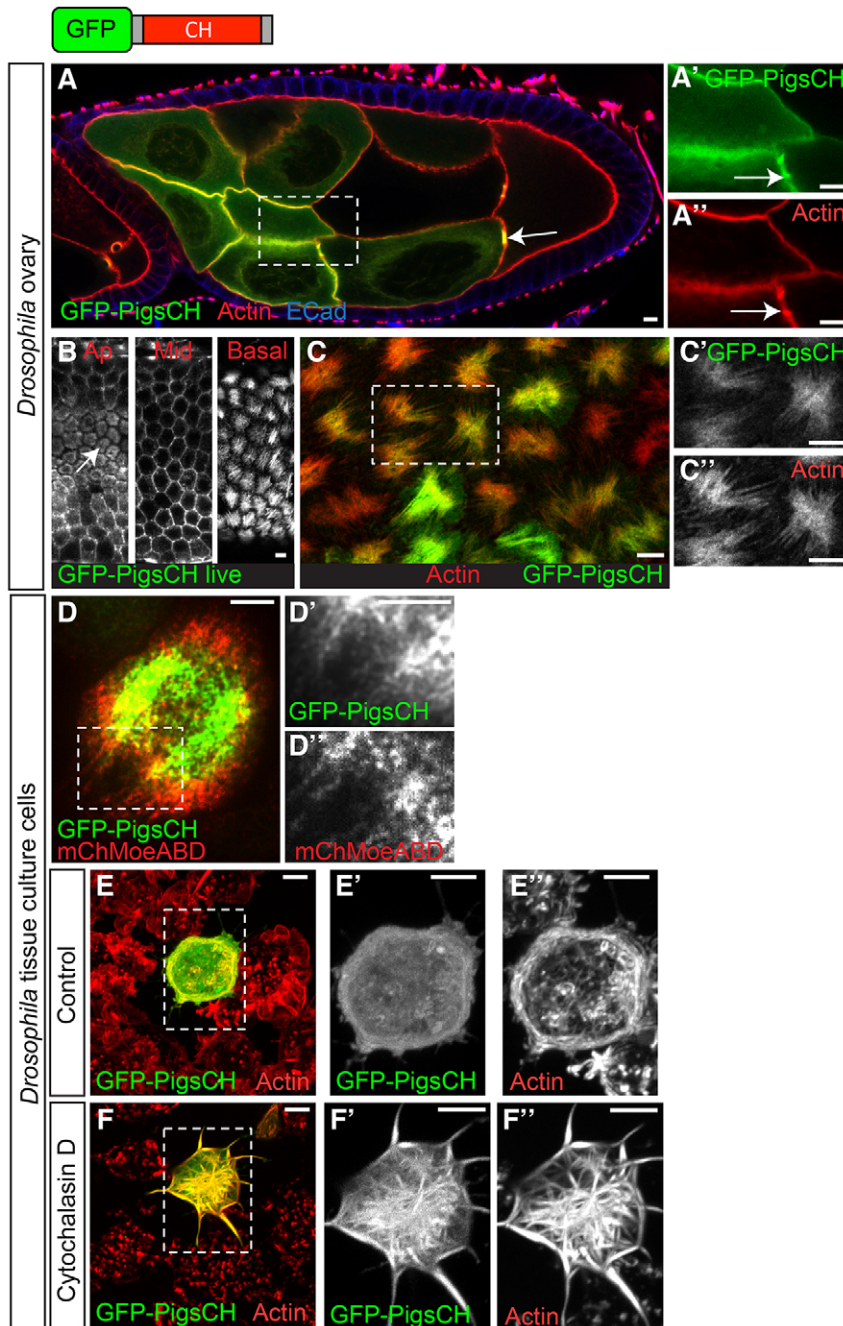 GFP CH
Drosophila ovary
A
GFP-PigsCH Actin ECad
A' GFP-PigsCH
A'' Actin
B Ap Mid Basal
GFP-PigsCH live
C
Actin GFP-PigsCH
C' GFP-PigsCH
C'' Actin
Drosophila tissue culture cells
D
GFP-PigsCH
mChMoeABD
D'
GFP-PigsCH
D''
mChMoeABD
Control
E
GFP-PigsCH Actin
E'
GFP-PigsCH
E''
Actin
Cytochalasin D
F
GFP-PigsCH Actin
F'
GFP-PigsCH
F''
Actin